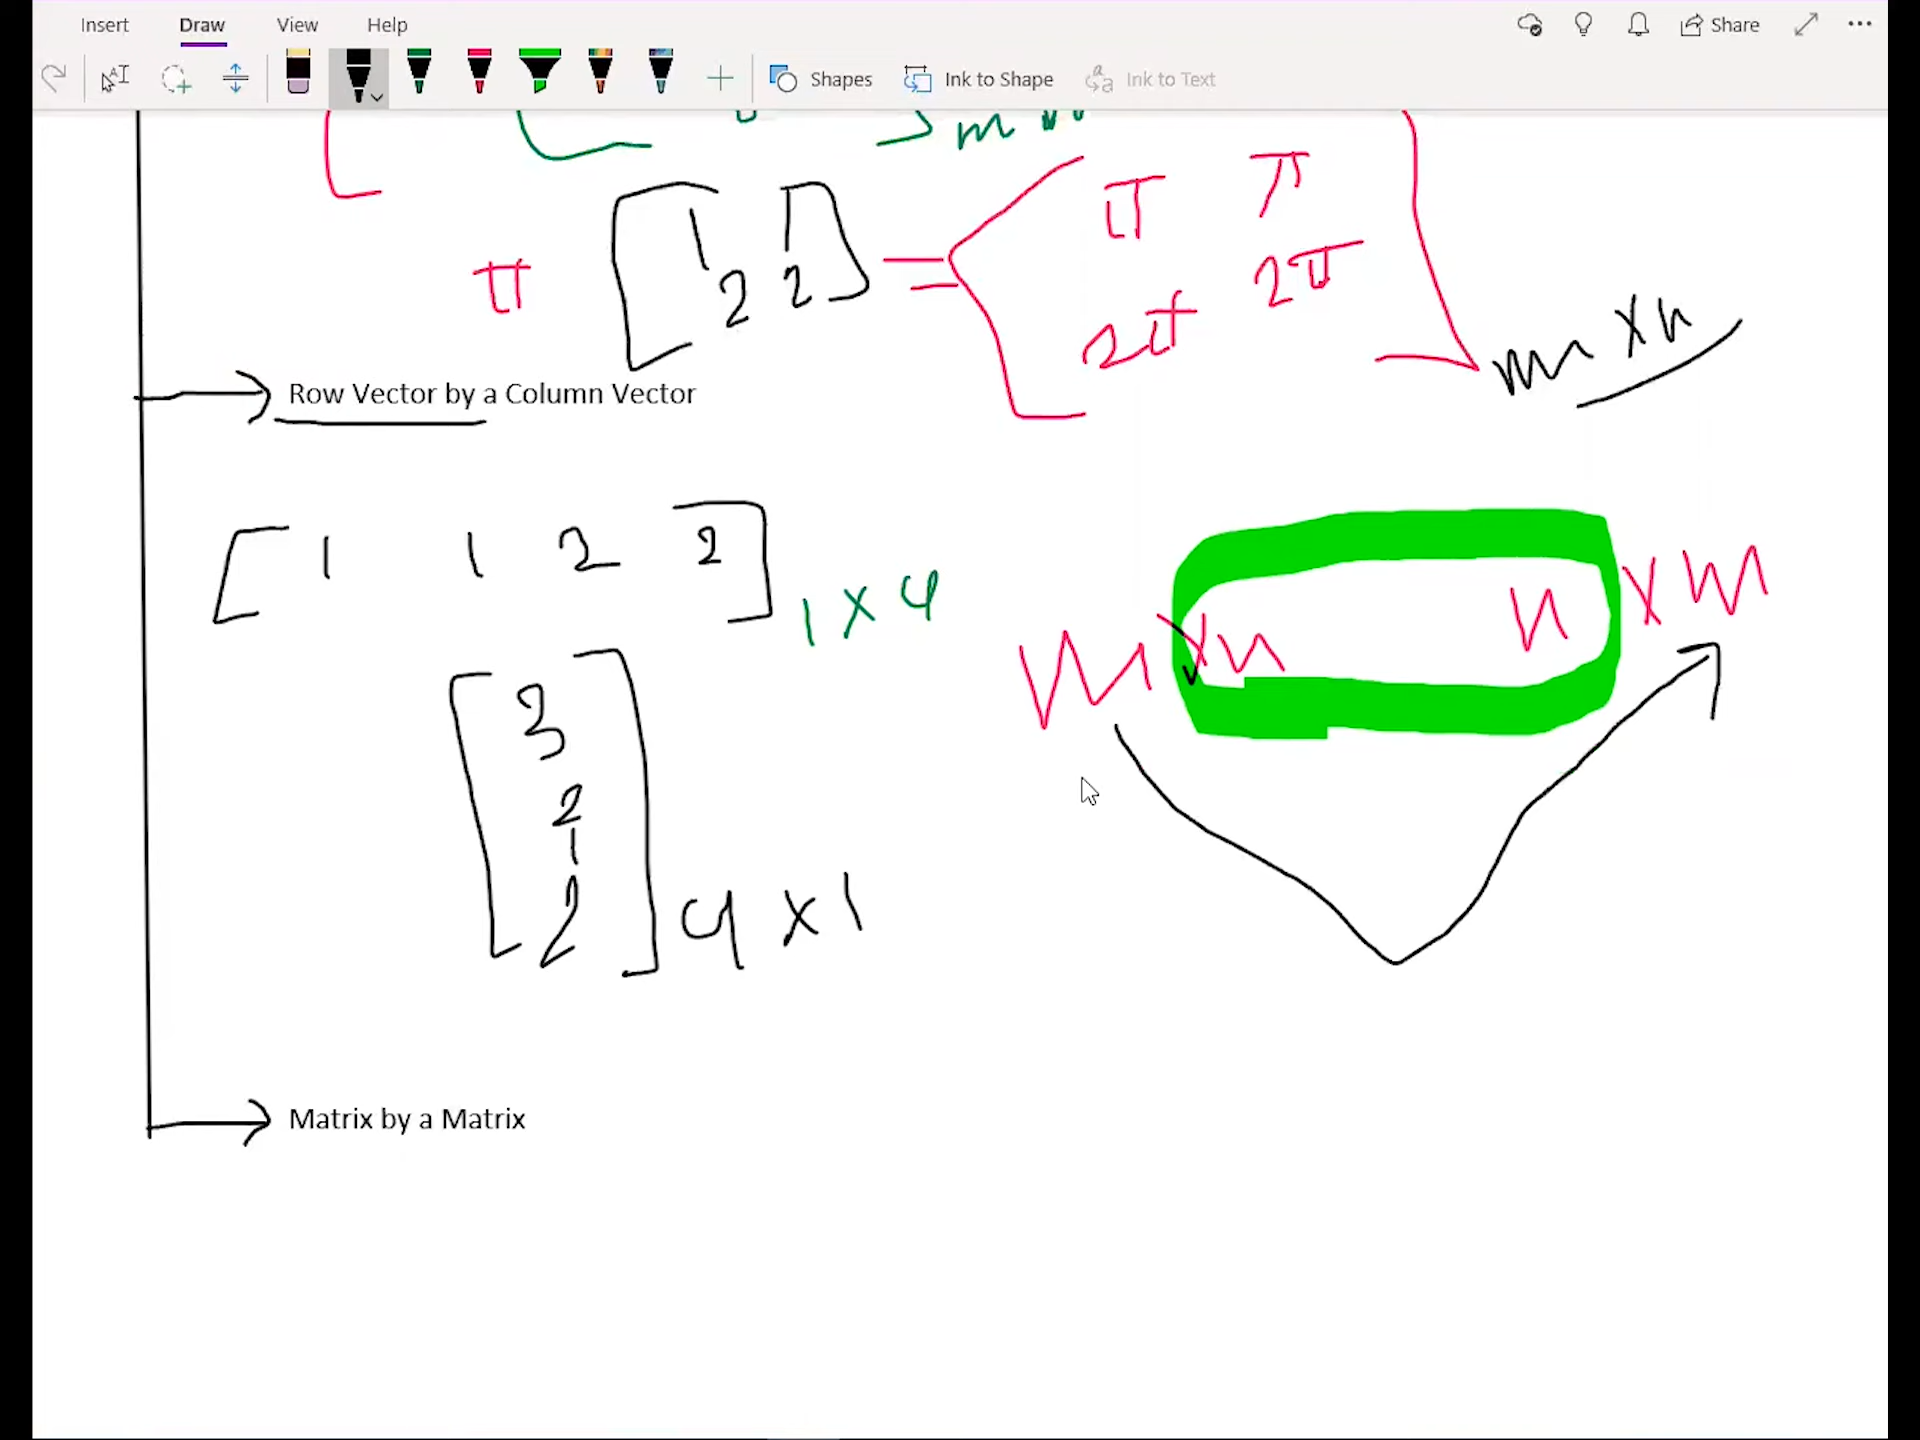 Insert Draw View Help Share
Shapes Ink to Shape Ink to Text
m n
π [ 1 1 = [ π π
2 2 ] 2π 2π ] m x n
Row Vector by a Column Vector
[ 1 1 2 2 ] 1 x 4
m x n n x m
[ 3
2
1
2 ] 4 x 1
Matrix by a Matrix